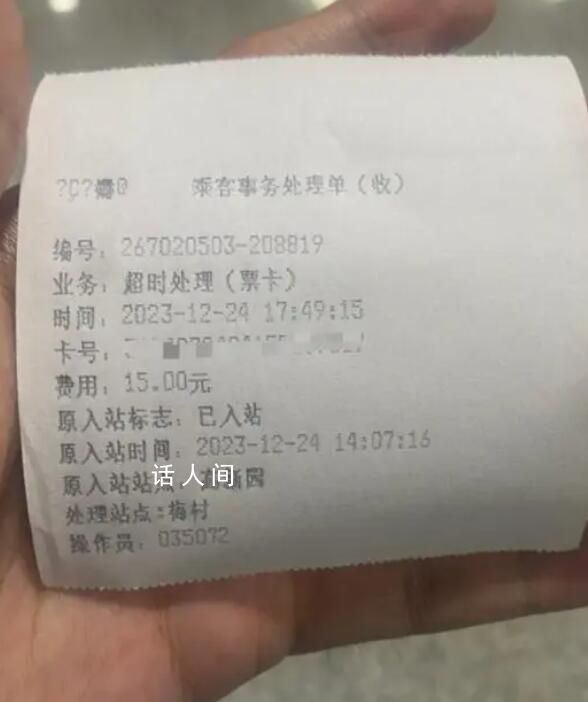 乘客事务处理单（收）
编号：267020503-208819
业务：超时处理（票卡）
时间：2023-12-24 17:49:15
卡号：
费用：15.00元
原入站标志：已入站
原入站时间：2023-12-24 14:07:16
原入站站
话人间
处理站点:梅村
操作员：035072